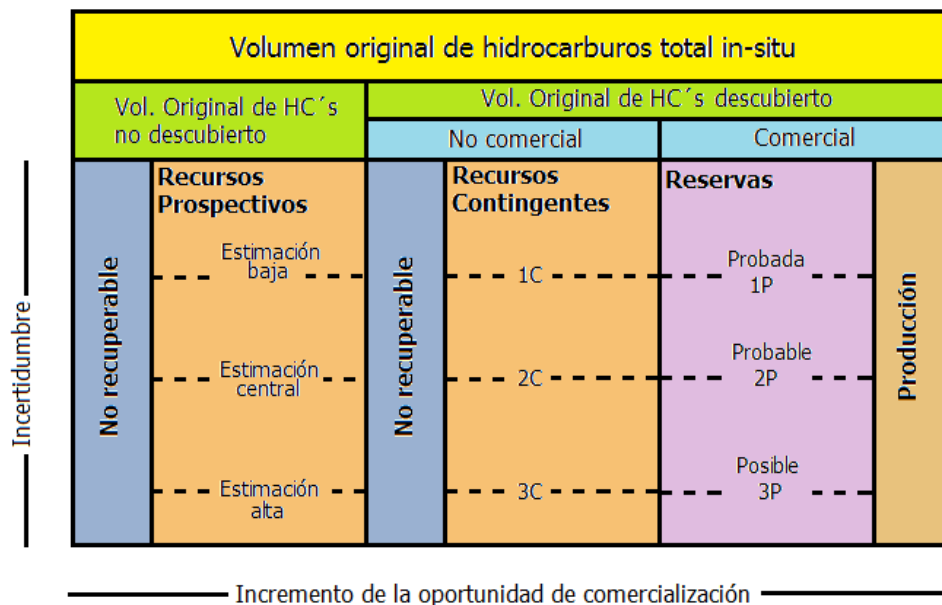 Volumen original de hidrocarburos total in-situ
Vol. Original de HC´s
no descubierto
Vol. Original de HC´s descubierto
No comercial
Comercial
Incertidumbre
No recuperable
Recursos
Prospectivos
Estimación
baja
Estimación
central
Estimación
alta
No recuperable
Recursos
Contingentes
1C
2C
3C
Reservas
Probada
1P
Probable
2P
Posible
3P
Producción
Incremento de la oportunidad de comercialización